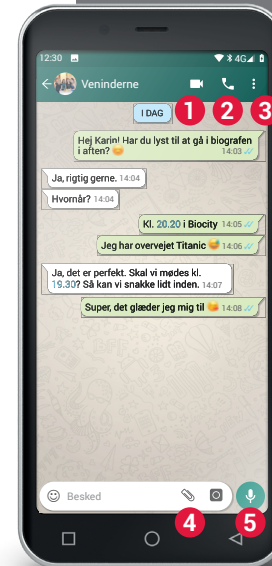 12:30 4G
Veninderne
I DAG
1 2 3
Hej Karin! Har du lyst til at gå i biografen
i aften? 😊 14:03
Ja, rigtig gerne. 14:04
Hvornår? 14:04
Kl. 20.20 i Biocity 14:05
Jeg har overvejet Titanic 14:06
Ja, det er perfekt. Skal vi mødes kl.
19.30? Så kan vi snakke lidt inden. 14:07
Super, det glæder jeg mig til 14:08
Besked
4 5